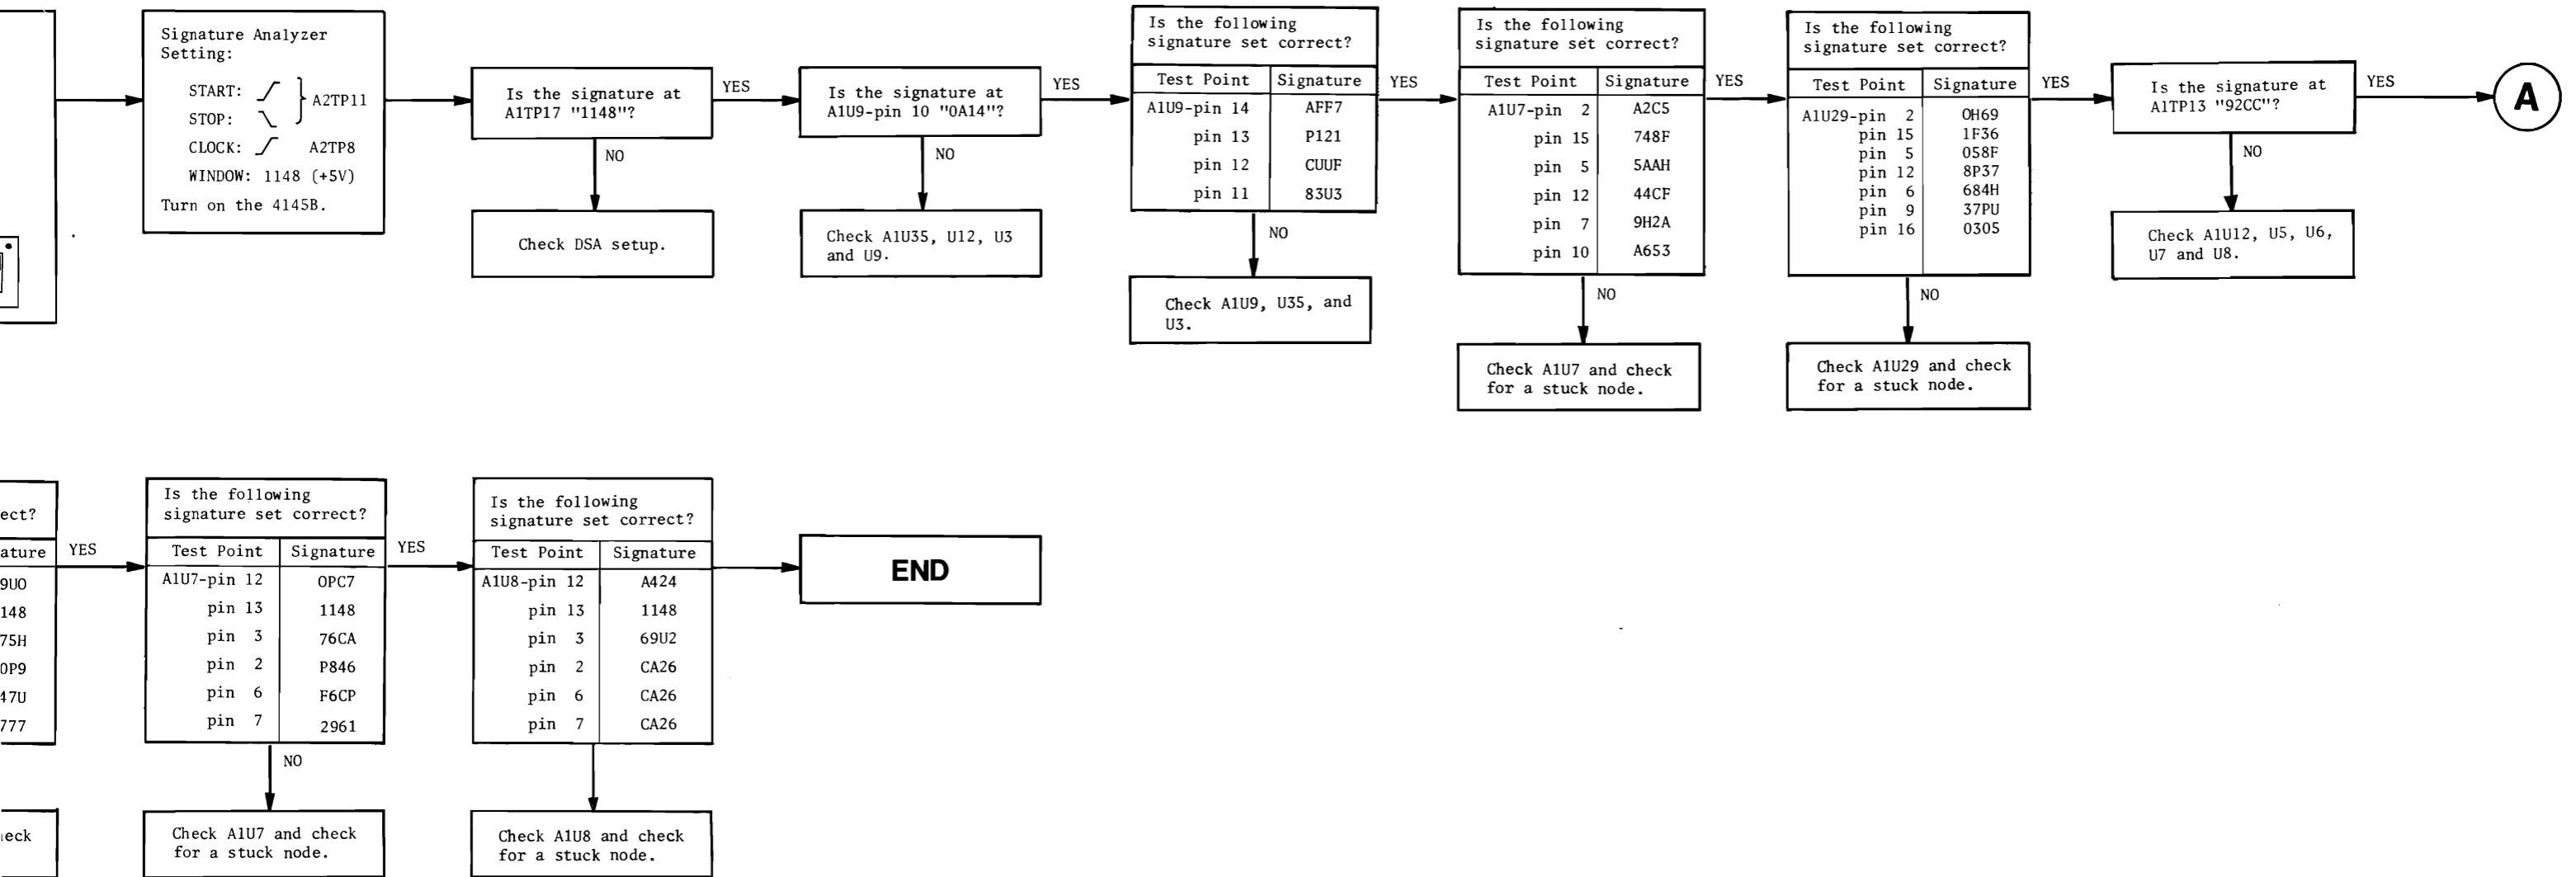 Signature Analyzer
Setting:
START:
STOP:
A2TP11
CLOCK: A2TP8
WINDOW: 1148 (+5V)
Turn on the 4145B.
Is the signature at
A1TP17 "1148"?
YES
NO
Check DSA setup.
Is the signature at
A1U9-pin 10 "0A14"?
YES
NO
Check A1U35, U12, U3
and U9.
Is the following
signature set correct?
Test Point Signature
A1U9-pin 14 AFF7
pin 13 P121
pin 12 CUUF
pin 11 83U3
YES
NO
Check A1U9, U35, and
U3.
Is the following
signature set correct?
Test Point Signature
A1U7-pin 2 A2C5
pin 15 748F
pin 5 5AAH
pin 12 44CF
pin 7 9H2A
pin 10 A653
YES
NO
Check A1U7 and check
for a stuck node.
Is the following
signature set correct?
Test Point Signature
A1U29-pin 2 0H69
pin 15 1F36
pin 5 058F
pin 12 8P37
pin 6 684H
pin 9 37PU
pin 16 0305
YES
NO
Check A1U29 and check
for a stuck node.
Is the signature at
A1TP13 "92CC"?
YES
NO
Check A1U12, U5, U6,
U7 and U8.
A
ect?
ature
9U0
148
75H
0P9
47U
777
YES
eck
Is the following
signature set correct?
Test Point Signature
A1U7-pin 12 0PC7
pin 13 1148
pin 3 76CA
pin 2 P846
pin 6 F6CP
pin 7 2961
YES
NO
Check A1U7 and check
for a stuck node.
Is the following
signature set correct?
Test Point Signature
A1U8-pin 12 A424
pin 13 1148
pin 3 69U2
pin 2 CA26
pin 6 CA26
pin 7 CA26
Check A1U8 and check
for a stuck node.
END